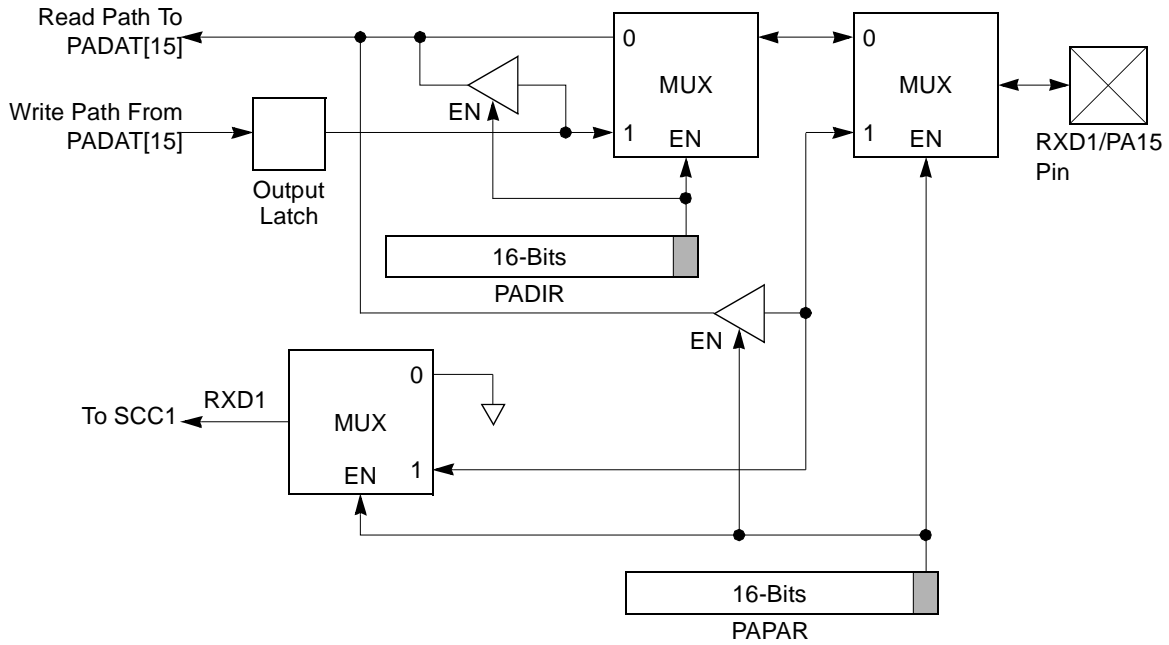 Read Path To
PADAT[15]
0
0
MUX
MUX
Write Path From
PADAT[15]
EN
1
EN
1
EN
RXD1/PA15
Pin
Output
Latch
16-Bits
PADIR
EN
0
To SCC1
RXD1
MUX
EN
1
16-Bits
PAPAR